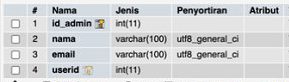 # Nama Jenis Penyortiran Atribut
1 id_admin int(11)
2 nama varchar(100) utf8_general_ci
3 email varchar(100) utf8_general_ci
4 userid int(11)